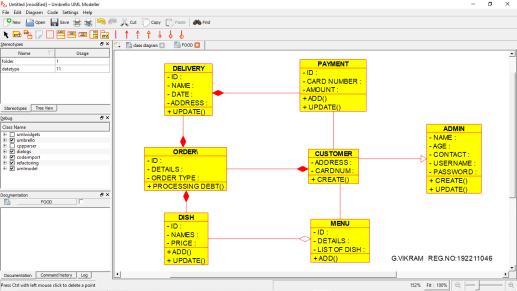 Untitled [modified] - Umbrello UML Modeller
File Edit Diagram Code Settings Help
New Open Save Cut Copy Paste Find
Stereotypes
class diagram FOOD
Name Usage
folder 1
datatype 11
Stereotypes Tree View
Debug
Class Name
umlwidgets
umbrello
cppparser
dialogs
codeimport
refactoring
umlmodel
Documentation
FOOD
Documentation Command history Log
DELIVERY
- ID :
- NAME :
- DATE :
- ADDRESS :
+ UPDATE()
PAYMENT
- ID :
- CARD NUMBER :
- AMOUNT :
+ ADD()
+ UPDATE()
ORDER\
- ID :
- DETAILS :
- ORDER TYPE :
+ PROCESSING DEBT()
CUSTOMER
- ADDRESS :
- CARDNUM :
+ CREATE()
ADMIN
- NAME :
- AGE :
- CONTACT :
- USERNAME :
- PASSWORD :
+ CREATE()
+ UPDATE()
DISH
- ID :
- NAMES :
- PRICE :
+ ADD()
+ UPDATE()
MENU
- ID :
- DETAILS :
- LIST OF DISH :
+ ADD()
G.VIKRAM REG.NO:192211046
Press Ctrl with left mouse click to delete a point
152% Fit 100%